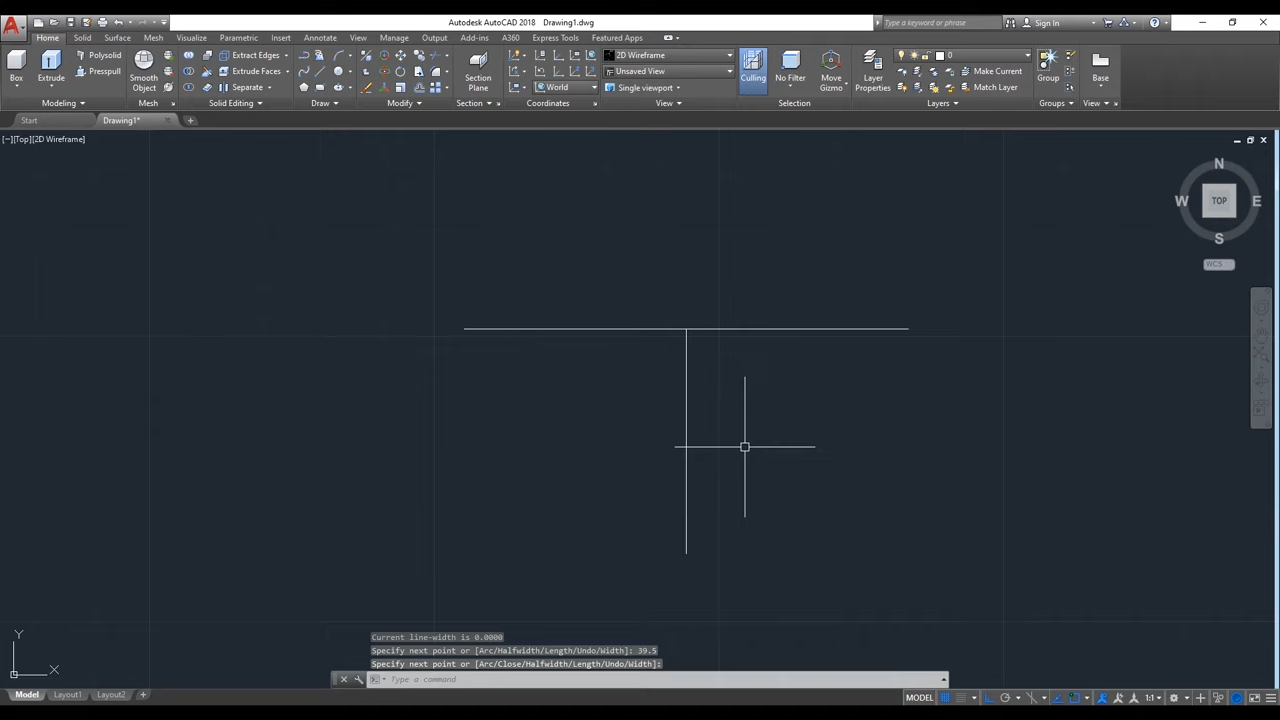 Autodesk AutoCAD 2018 Drawing1.dwg
Type a keyword or phrase
Sign In
Home Solid Surface Mesh Visualize Parametric Insert Annotate View Manage Output Add-ins A360 Express Tools Featured Apps
Box
Extrude
Polysolid
Presspull
Modeling
Smooth
Object
Mesh
Extract Edges
Extrude Faces
Separate
Solid Editing
Draw
Modify
Section
Plane
Section
World
Coordinates
2D Wireframe
Unsaved View
Single viewport
View
Culling
No Filter
Move
Gizmo
Selection
Layer
Properties
0
Make Current
Match Layer
Layers
Group
Groups
Base
View
Start Drawing1*
[−][Top][2D Wireframe]
N
W TOP E
S
WCS
Y
X
Current line-width is 0.0000
Specify next point or [Arc/Halfwidth/Length/Undo/Width]: 39.5
Specify next point or [Arc/Close/Halfwidth/Length/Undo/Width]:
Type a command
Model Layout1 Layout2
MODEL 1:1